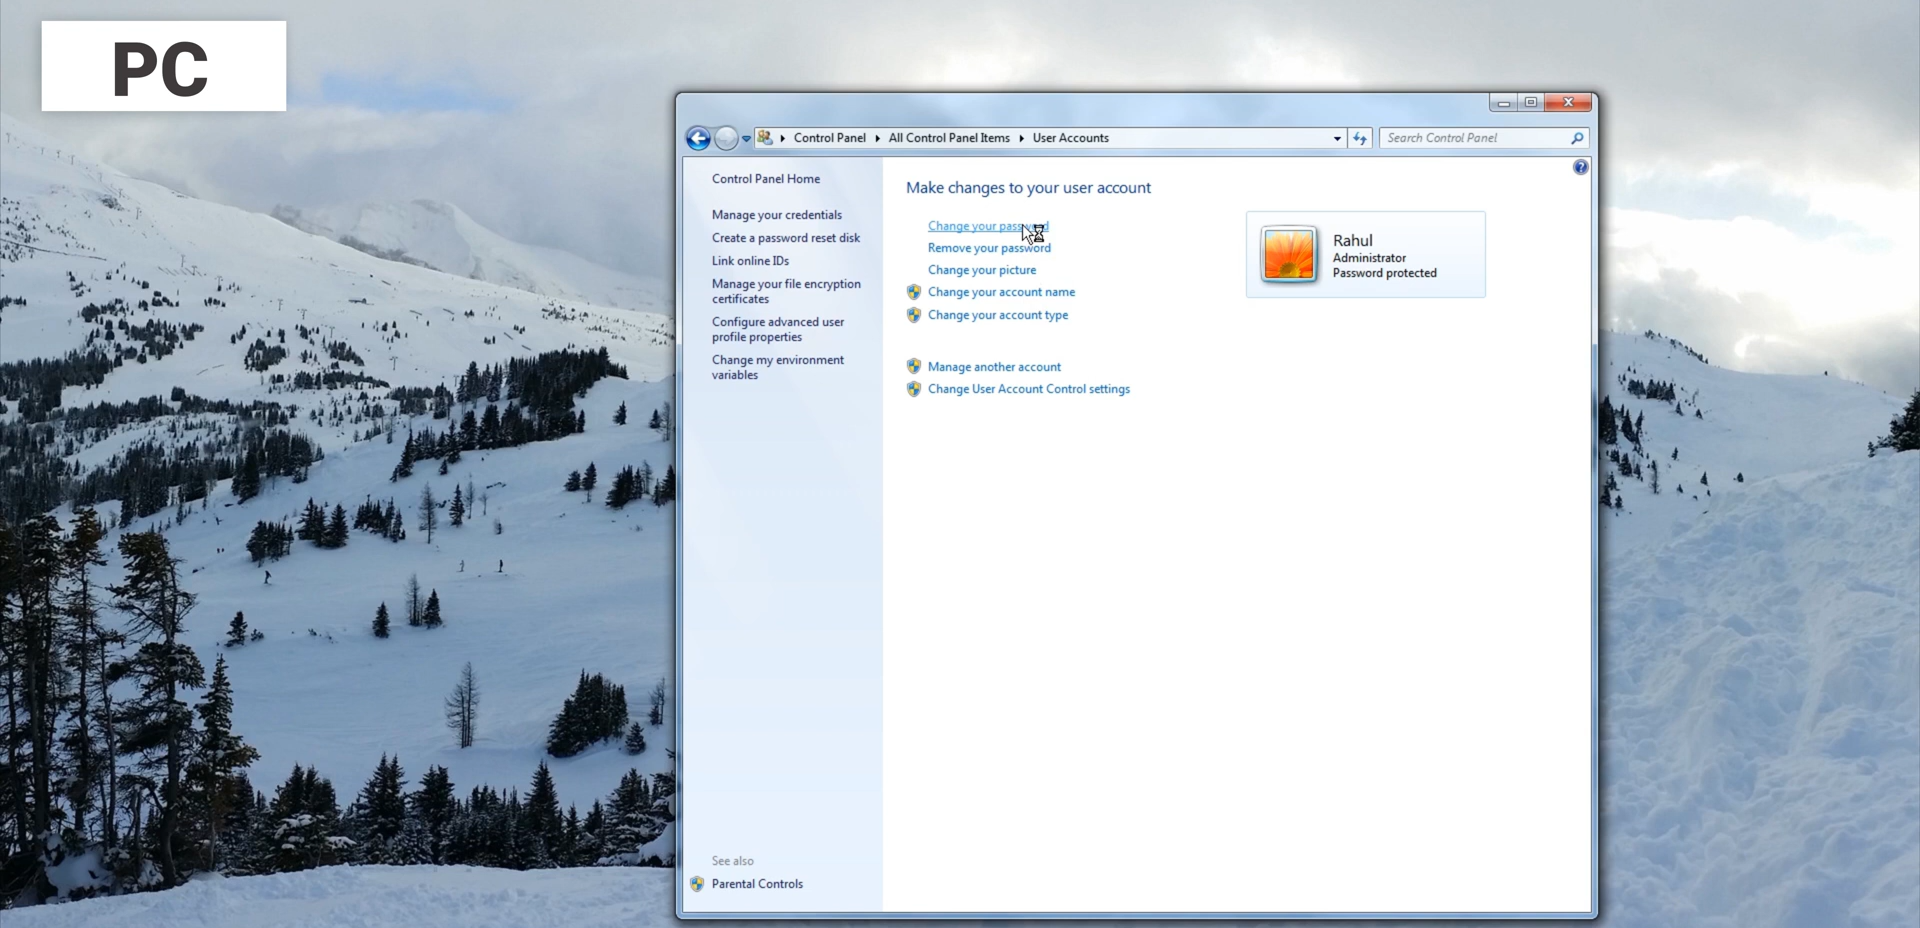 PC
Control Panel
All Control Panel Items
User Accounts
Search Control Panel
Control Panel Home
Manage your credentials
Create a password reset disk
Link online IDs
Manage your file encryption
certificates
Configure advanced user
profile properties
Change my environment
variables
See also
Parental Controls
Make changes to your user account
Change your password
Remove your password
Change your picture
Change your account name
Change your account type
Manage another account
Change User Account Control settings
Rahul
Administrator
Password protected